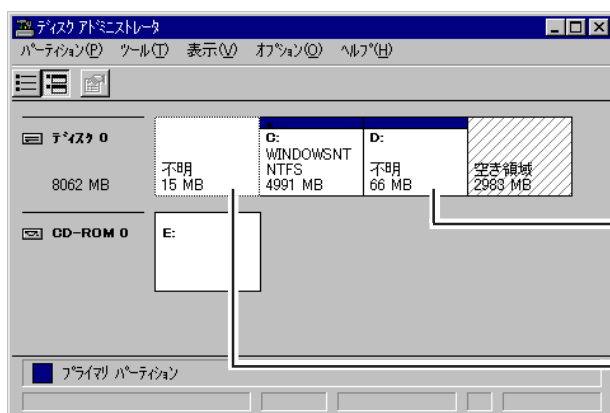 ディスク アドミニストレータ
パーティション(P) ツール(T) 表示(V) オプション(O) ヘルプ(H)
ディスク 0
8062 MB
不明
15 MB
C:
WINDOWSNT
NTFS
4991 MB
D:
不明
66 MB
空き領域
2983 MB
CD-ROM 0
E:
プライマリ パーティション